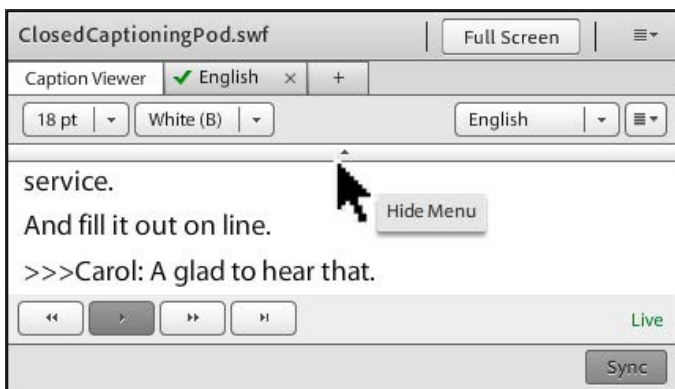 ClosedCaptioningPod.swf Full Screen
Caption Viewer English × +
18 pt White (B) English
service.
Hide Menu
And fill it out on line.
>>>Carol: A glad to hear that.
Live
Sync